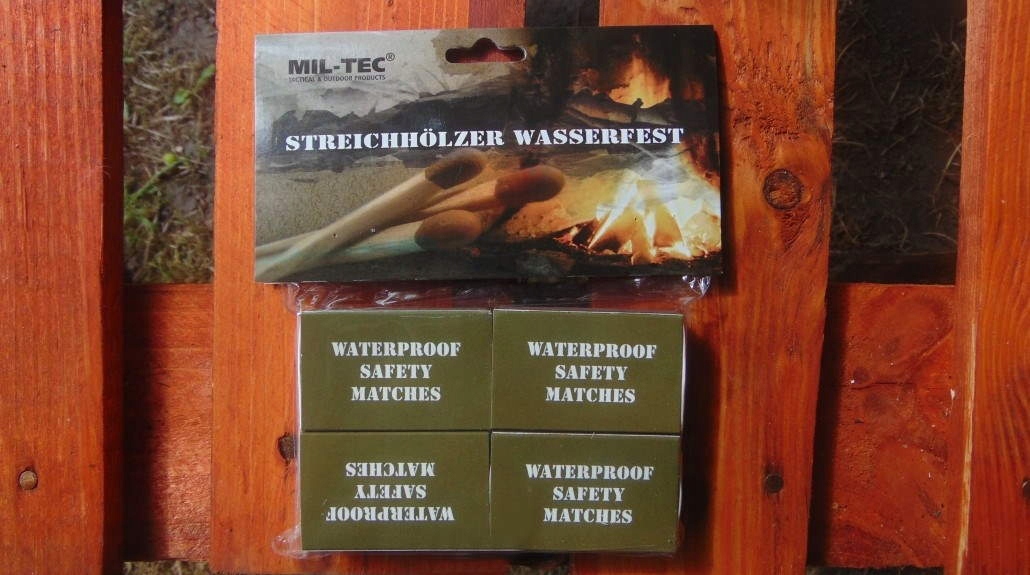 MIL-TEC®
TACTICAL & OUTDOOR PRODUCTS
STREICHHÖLZER WASSERFEST
WATERPROOF
SAFETY
MATCHES
WATERPROOF
SAFETY
MATCHES
WATERPROOF
SAFETY
MATCHES
WATERPROOF
SAFETY
MATCHES